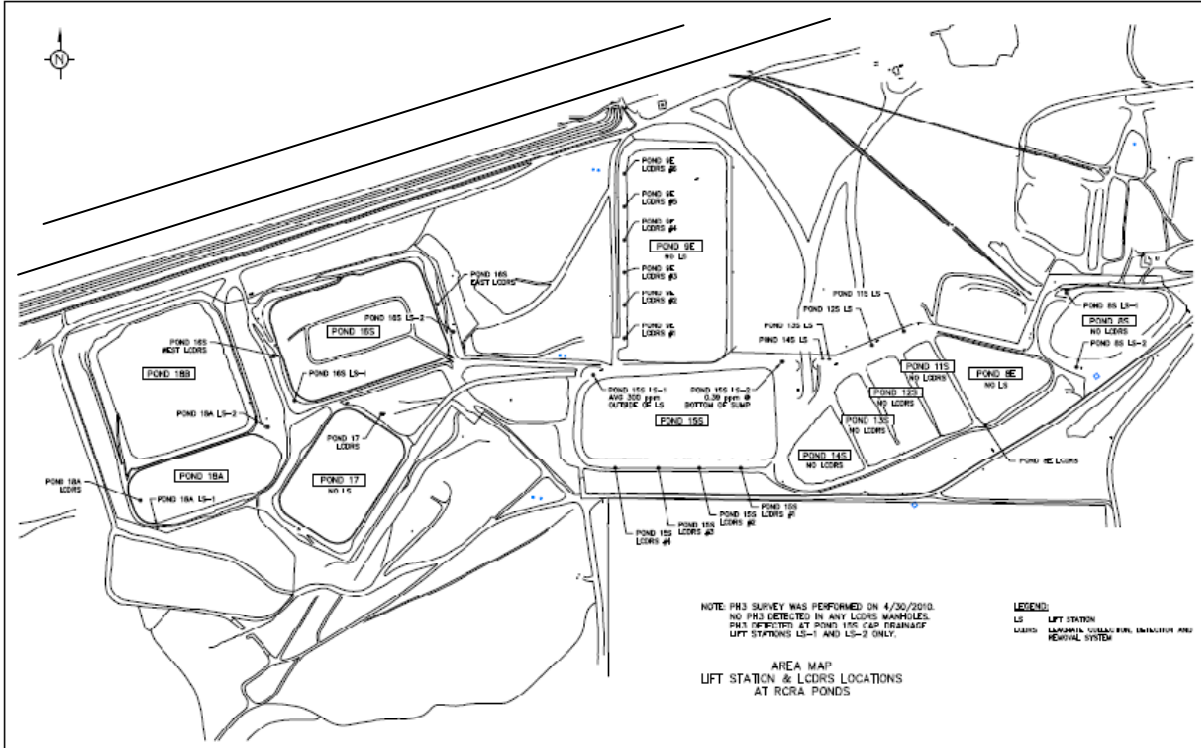 N
POND 9E
LCDRS #6
POND 9E
LCDRS #5
POND 9E
LCDRS #4
POND 9E
NO LS
POND 9E
LCDRS #3
POND 9E
LCDRS #2
POND 9E
LCDRS #1
POND 16S
EAST LCDRS
POND 16S LS-2
POND 16S
POND 16S
WEST LCDRS
POND 16S LS-1
POND 18B
POND 18A LS-2
POND 18A
POND 18A
LCDRS
POND 18A LS-1
POND 17
LCDRS
POND 17
NO LS
POND 11S LS
POND 12S LS
POND 13S LS
POND 14S LS
POND 8S LS-1
POND 8S
NO LCDRS
POND 8S LS-2
POND 15S LS-1
AVG 300 ppm
OUTSIDE OF LS
POND 15S LS-2
0.39 ppm @
BOTTOM OF SUMP
POND 15S
POND 11S
NO LCDRS
POND 8E
NO LS
POND 12S
NO LCDRS
POND 13S
NO LCDRS
POND 14S
NO LCDRS
POND 8E LCDRS
POND 15S
LCDRS #1
POND 15S
LCDRS #2
POND 15S
LCDRS #3
POND 15S
LCDRS #4
NOTE: PH3 SURVEY WAS PERFORMED ON 4/30/2010.
NO PH3 DETECTED IN ANY LCDRS MANHOLES.
PH3 DETECTED AT POND 15S CAP DRAINAGE
LIFT STATIONS LS-1 AND LS-2 ONLY.
LEGEND:
LS LIFT STATION
LCDRS LEACHATE COLLECTION, DETECTION AND
REMOVAL SYSTEM
AREA MAP
LIFT STATION & LCDRS LOCATIONS
AT RCRA PONDS